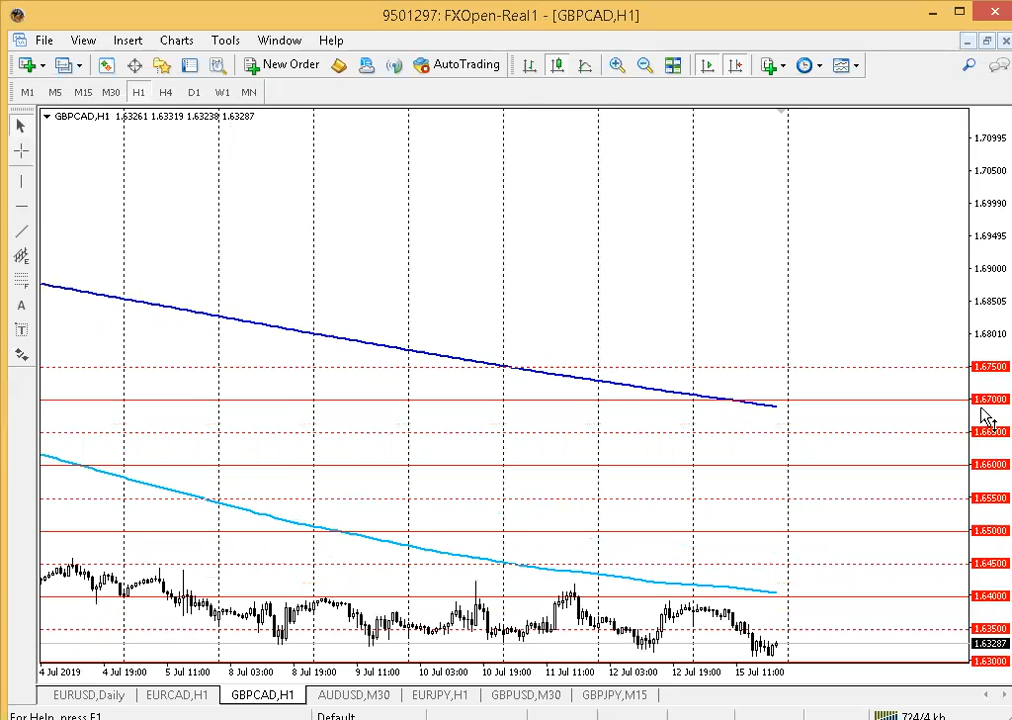 9501297: FXOpen-Real1 - [GBPCAD,H1]
File View Insert Charts Tools Window Help
New Order AutoTrading
M1 M5 M15 M30 H1 H4 D1 W1 MN
GBPCAD,H1 1.63261 1.63319 1.63238 1.63287
1.70995
1.70500
1.69990
1.69495
1.69000
1.68505
1.68010
1.67500
1.67000
1.66500
1.66000
1.65500
1.65000
1.64500
1.64000
1.63500
1.63287
1.63000
E
F
A
T
4 Jul 2019 4 Jul 19:00 5 Jul 11:00 8 Jul 03:00 8 Jul 19:00 9 Jul 11:00 10 Jul 03:00 10 Jul 19:00 11 Jul 11:00 12 Jul 03:00 12 Jul 19:00 15 Jul 11:00
EURUSD,Daily EURCAD,H1 GBPCAD,H1 AUDUSD,M30 EURJPY,H1 GBPUSD,M30 GBPJPY,M15
For Help, press F1 Default 724/4 kb